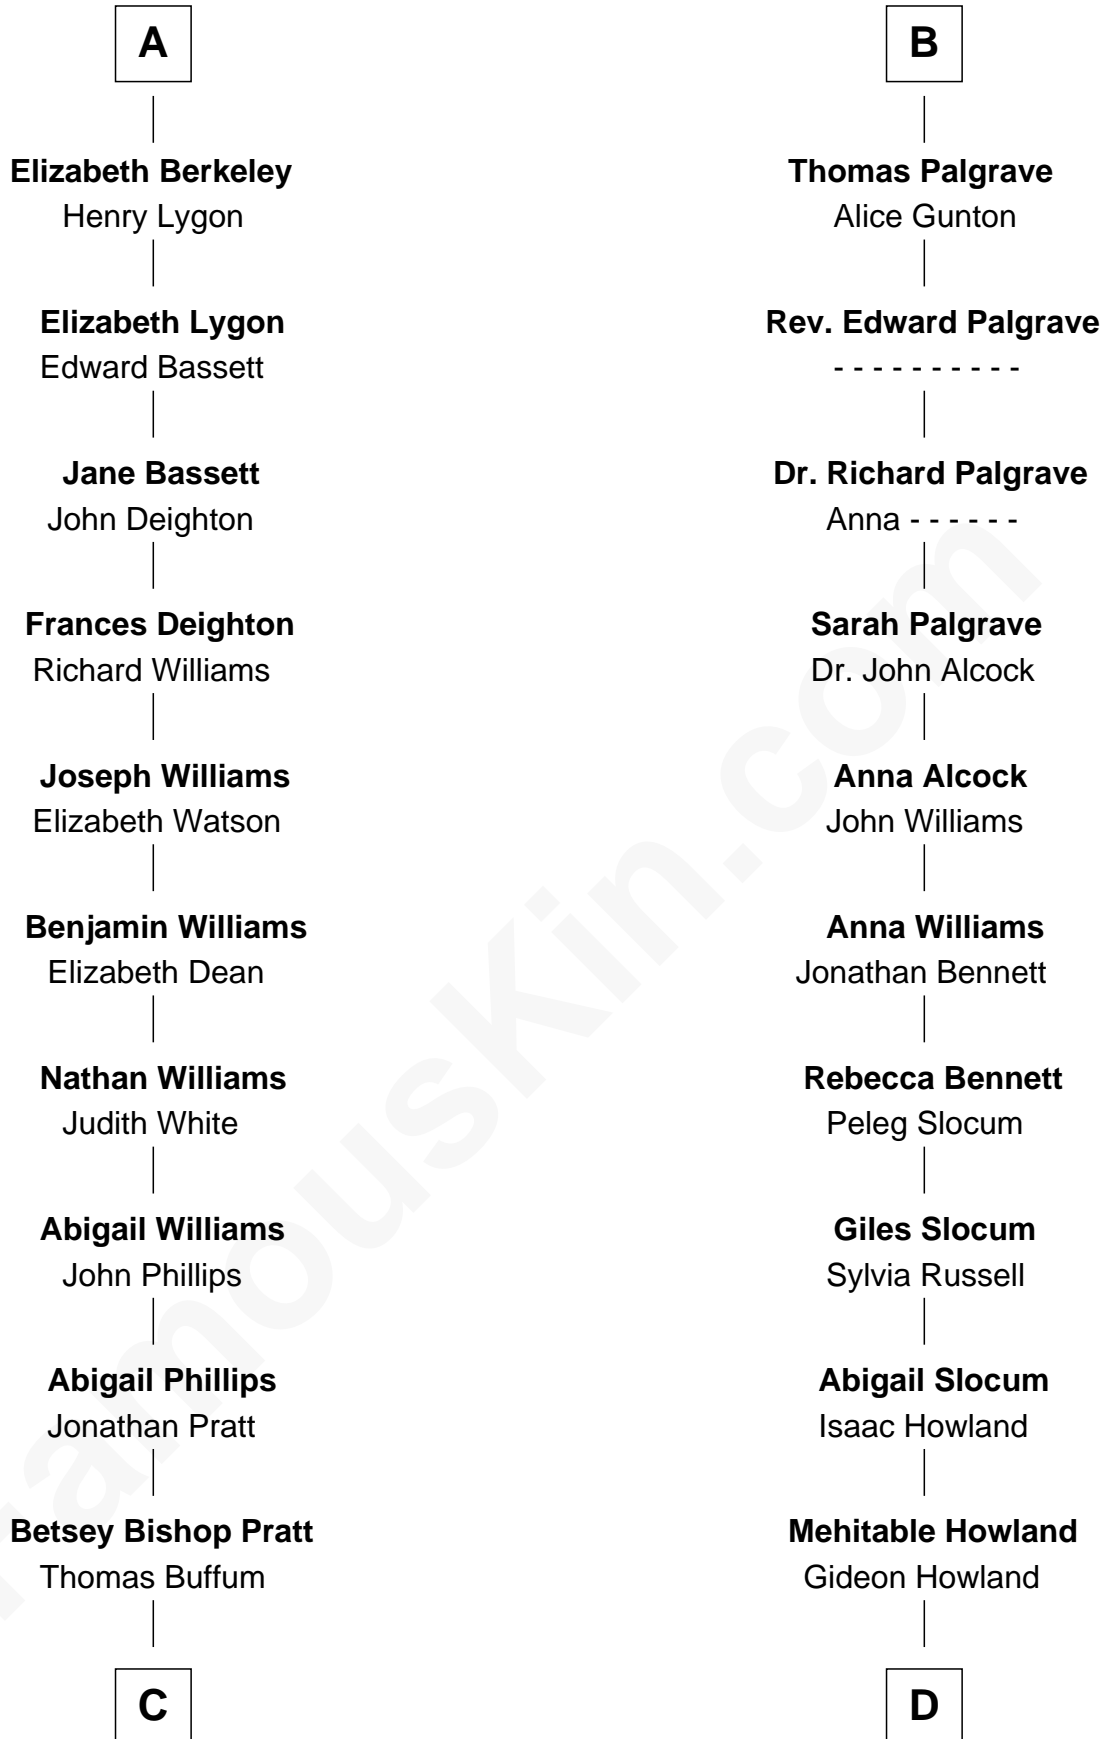 A
Elizabeth Berkeley
Henry Lygon
Elizabeth Lygon
Edward Bassett
Jane Bassett
John Deighton
Frances Deighton
Richard Williams
Joseph Williams
Elizabeth Watson
Benjamin Williams
Elizabeth Dean
Nathan Williams
Judith White
Abigail Williams
John Phillips
Abigail Phillips
Jonathan Pratt
Betsey Bishop Pratt
Thomas Buffum
C
B
Thomas Palgrave
Alice Gunton
Rev. Edward Palgrave
- - - - - - - - - -
Dr. Richard Palgrave
Anna - - - - - -
Sarah Palgrave
Dr. John Alcock
Anna Alcock
John Williams
Anna Williams
Jonathan Bennett
Rebecca Bennett
Peleg Slocum
Giles Slocum
Sylvia Russell
Abigail Slocum
Isaac Howland
Mehitable Howland
Gideon Howland
D
FamousKin.com